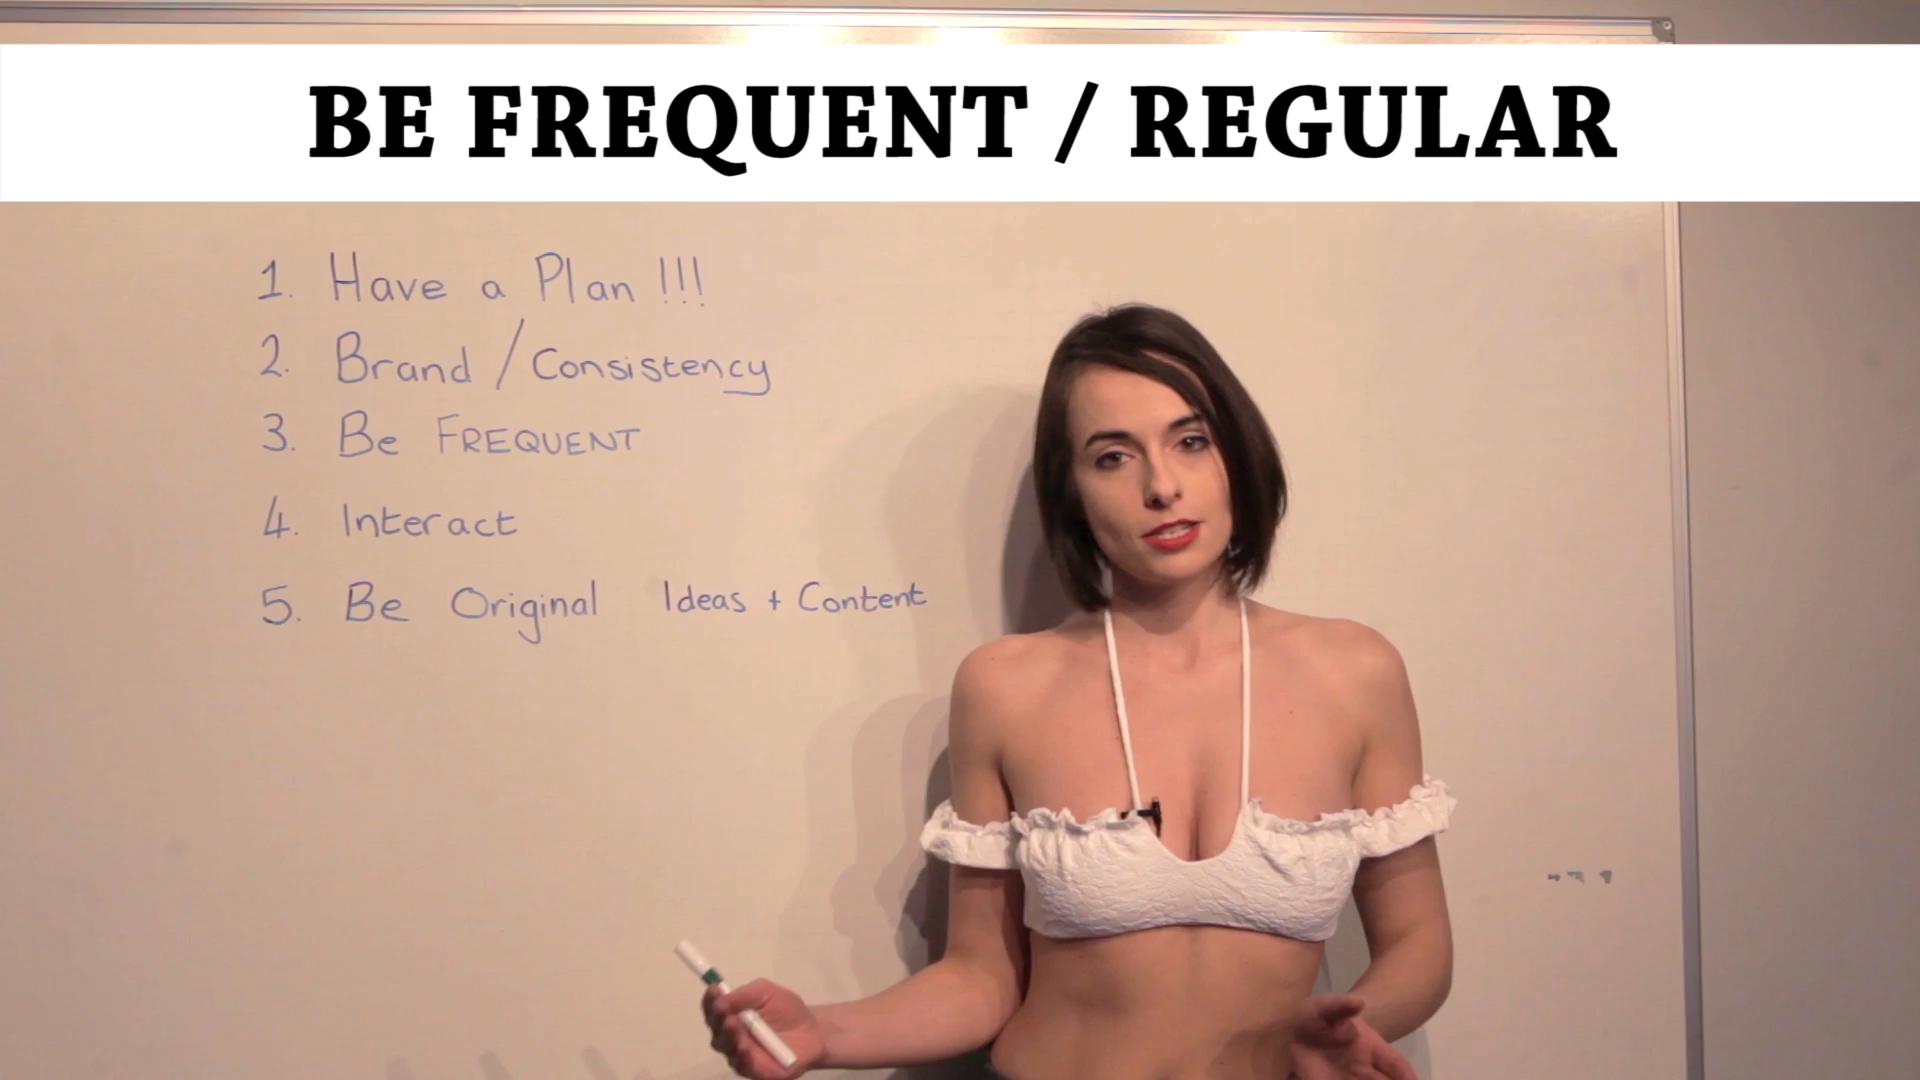 BE FREQUENT / REGULAR
1. Have a Plan !!!
2. Brand / Consistency
3. Be FREQUENT
4. Interact
5. Be Original Ideas + Content